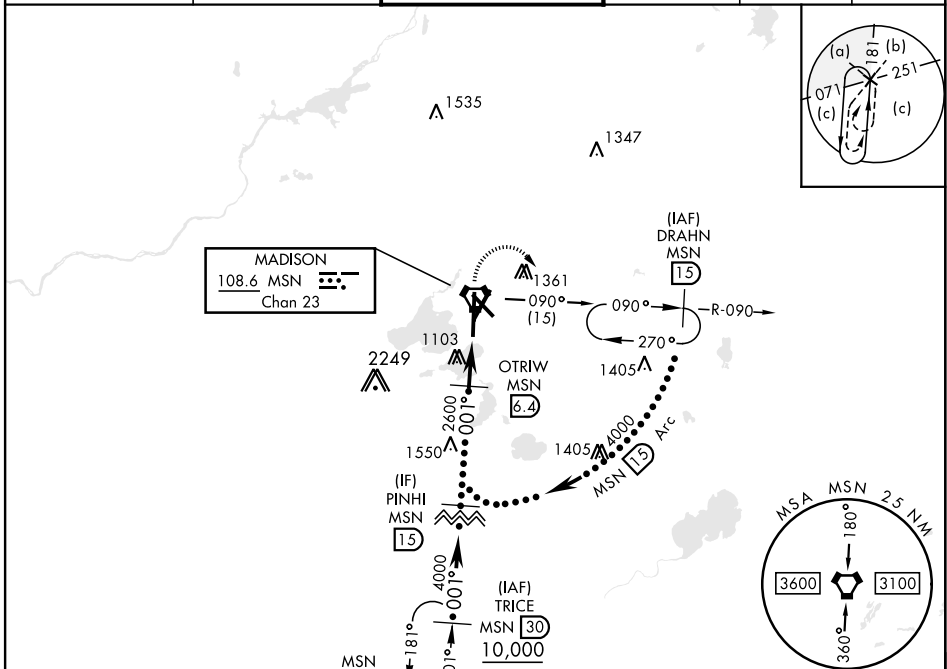 1535
1347
(a)
181
(b)
071
251
(c)
(c)
(IAF)
DRAHN
MSN
15
MADISON
108.6 MSN
Chan 23
1361
090°
(15)
090°
R-090
270°
1103
2249
OTRIW
MSN
6.4
1405
2600
001°
1550
1405
4000
MSN 15 Arc
(IF)
PINHI
MSN
15
4000
001°
(IAF)
TRICE
MSN 30
10,000
181°
MSN
MSA MSN 25 NM
180°
3600
3100
360°